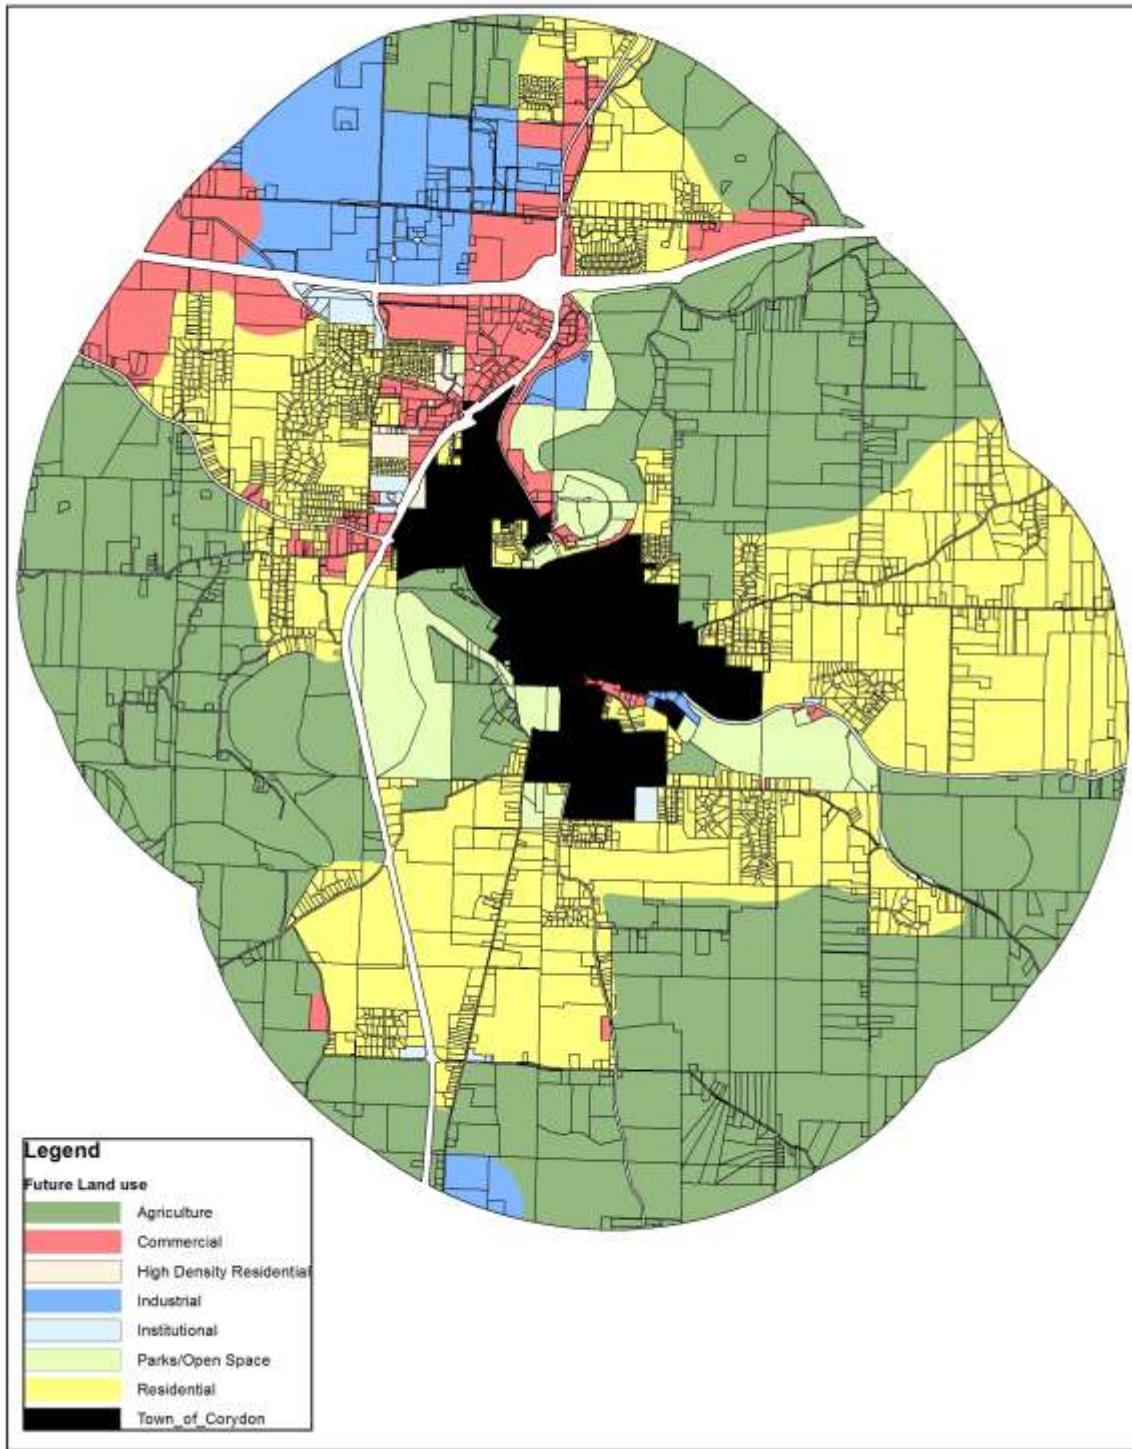 Legend
Future Land use
Agriculture
Commercial
High Density Residential
Industrial
Institutional
Parks/Open Space
Residential
Town_of_Corydon